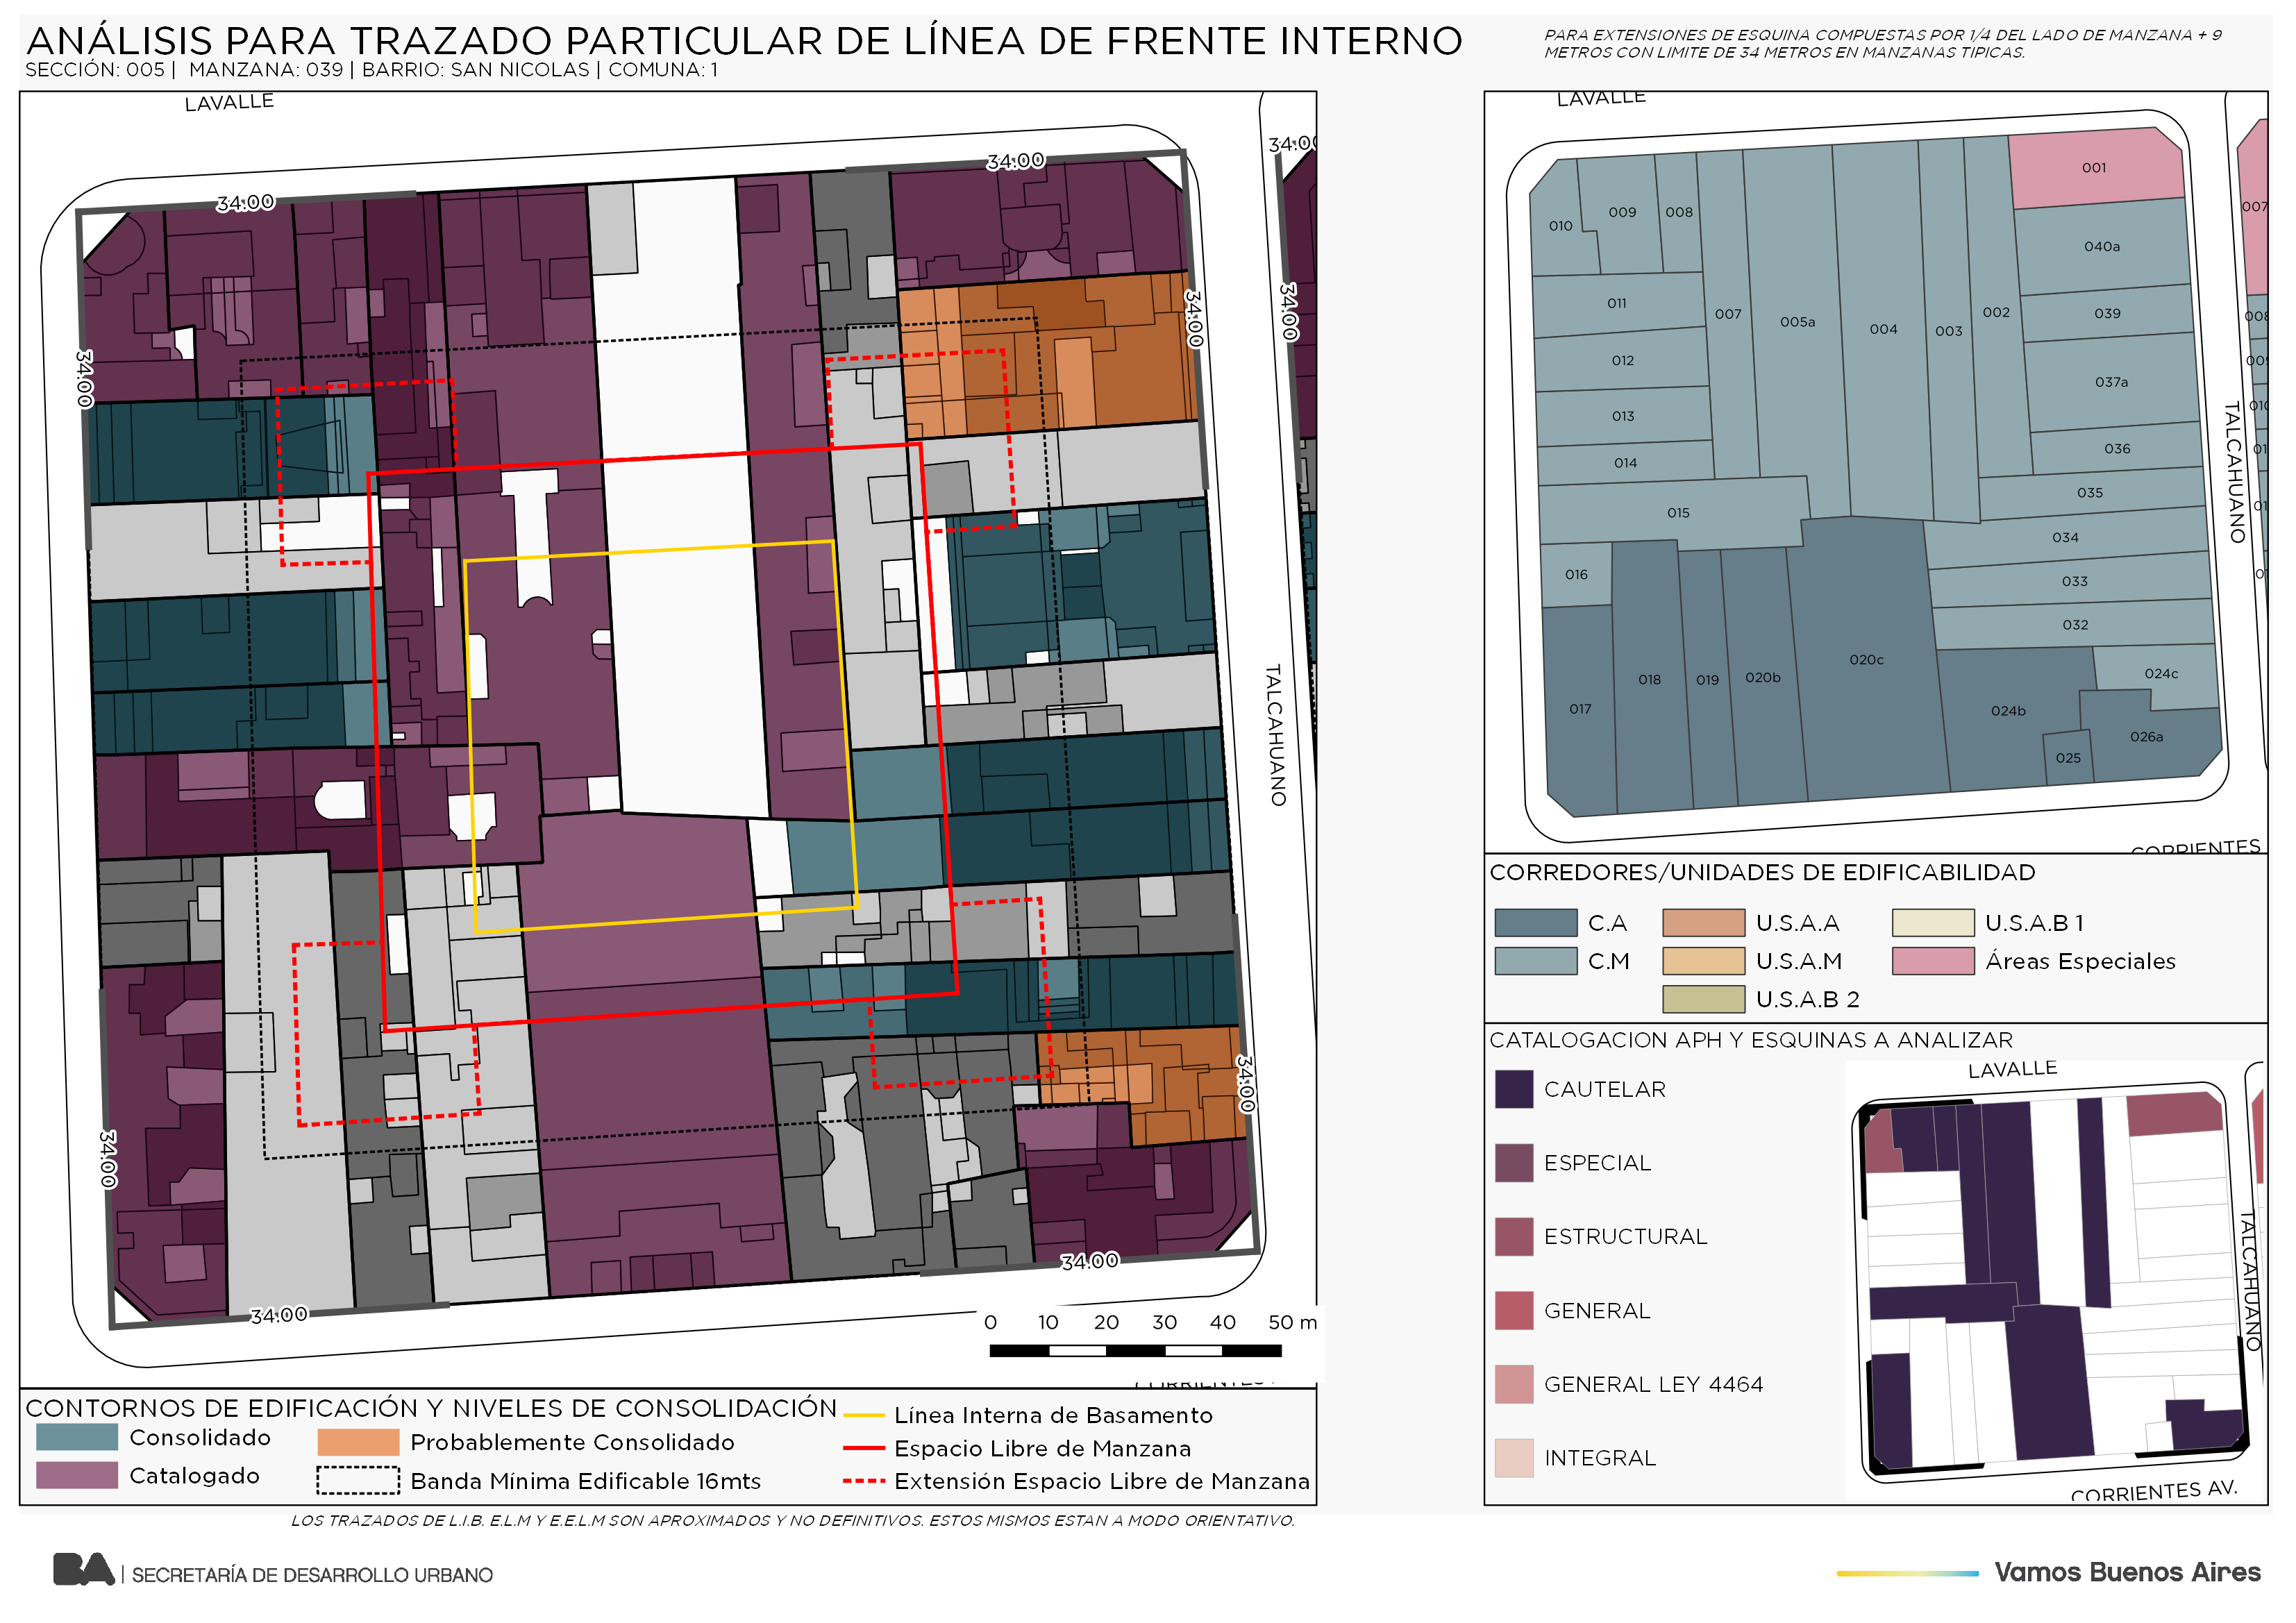 ANÁLISIS PARA TRAZADO PARTICULAR DE LÍNEA DE FRENTE INTERNO
SECCIÓN: 005 | MANZANA: 039 | BARRIO: SAN NICOLAS | COMUNA: 1
PARA EXTENSIONES DE ESQUINA COMPUESTAS POR 1/4 DEL LADO DE MANZANA + 9
METROS CON LIMITE DE 34 METROS EN MANZANAS TIPICAS.
LAVALLE
34.00
34.00
34.00
34.00
34.00
34.00
34.00
TALCAHUANO
34.00
34.00
34.00
34.00
0 10 20 30 40 50 m
CONTORNOS DE EDIFICACIÓN Y NIVELES DE CONSOLIDACIÓN
Consolidado
Catalogado
Probablemente Consolidado
Banda Mínima Edificable 16mts
Línea Interna de Basamento
Espacio Libre de Manzana
Extensión Espacio Libre de Manzana
LOS TRAZADOS DE L.I.B. E.L.M Y E.E.L.M SON APROXIMADOS Y NO DEFINITIVOS. ESTOS MISMOS ESTAN A MODO ORIENTATIVO.
LAVALLE
001
007
010
009
008
040a
011
007
005a
004
003
002
039
008
012
037a
009
013
010
014
036
015
035
034
016
033
032
018
019
020b
020c
024c
017
024b
026a
025
TALCAHUANO
CORRIENTES
CORREDORES/UNIDADES DE EDIFICABILIDAD
C.A
U.S.A.A
U.S.A.B 1
C.M
U.S.A.M
Áreas Especiales
U.S.A.B 2
CATALOGACION APH Y ESQUINAS A ANALIZAR
CAUTELAR
ESPECIAL
ESTRUCTURAL
GENERAL
GENERAL LEY 4464
INTEGRAL
LAVALLE
TALCAHUANO
CORRIENTES AV.
BA | SECRETARÍA DE DESARROLLO URBANO
Vamos Buenos Aires